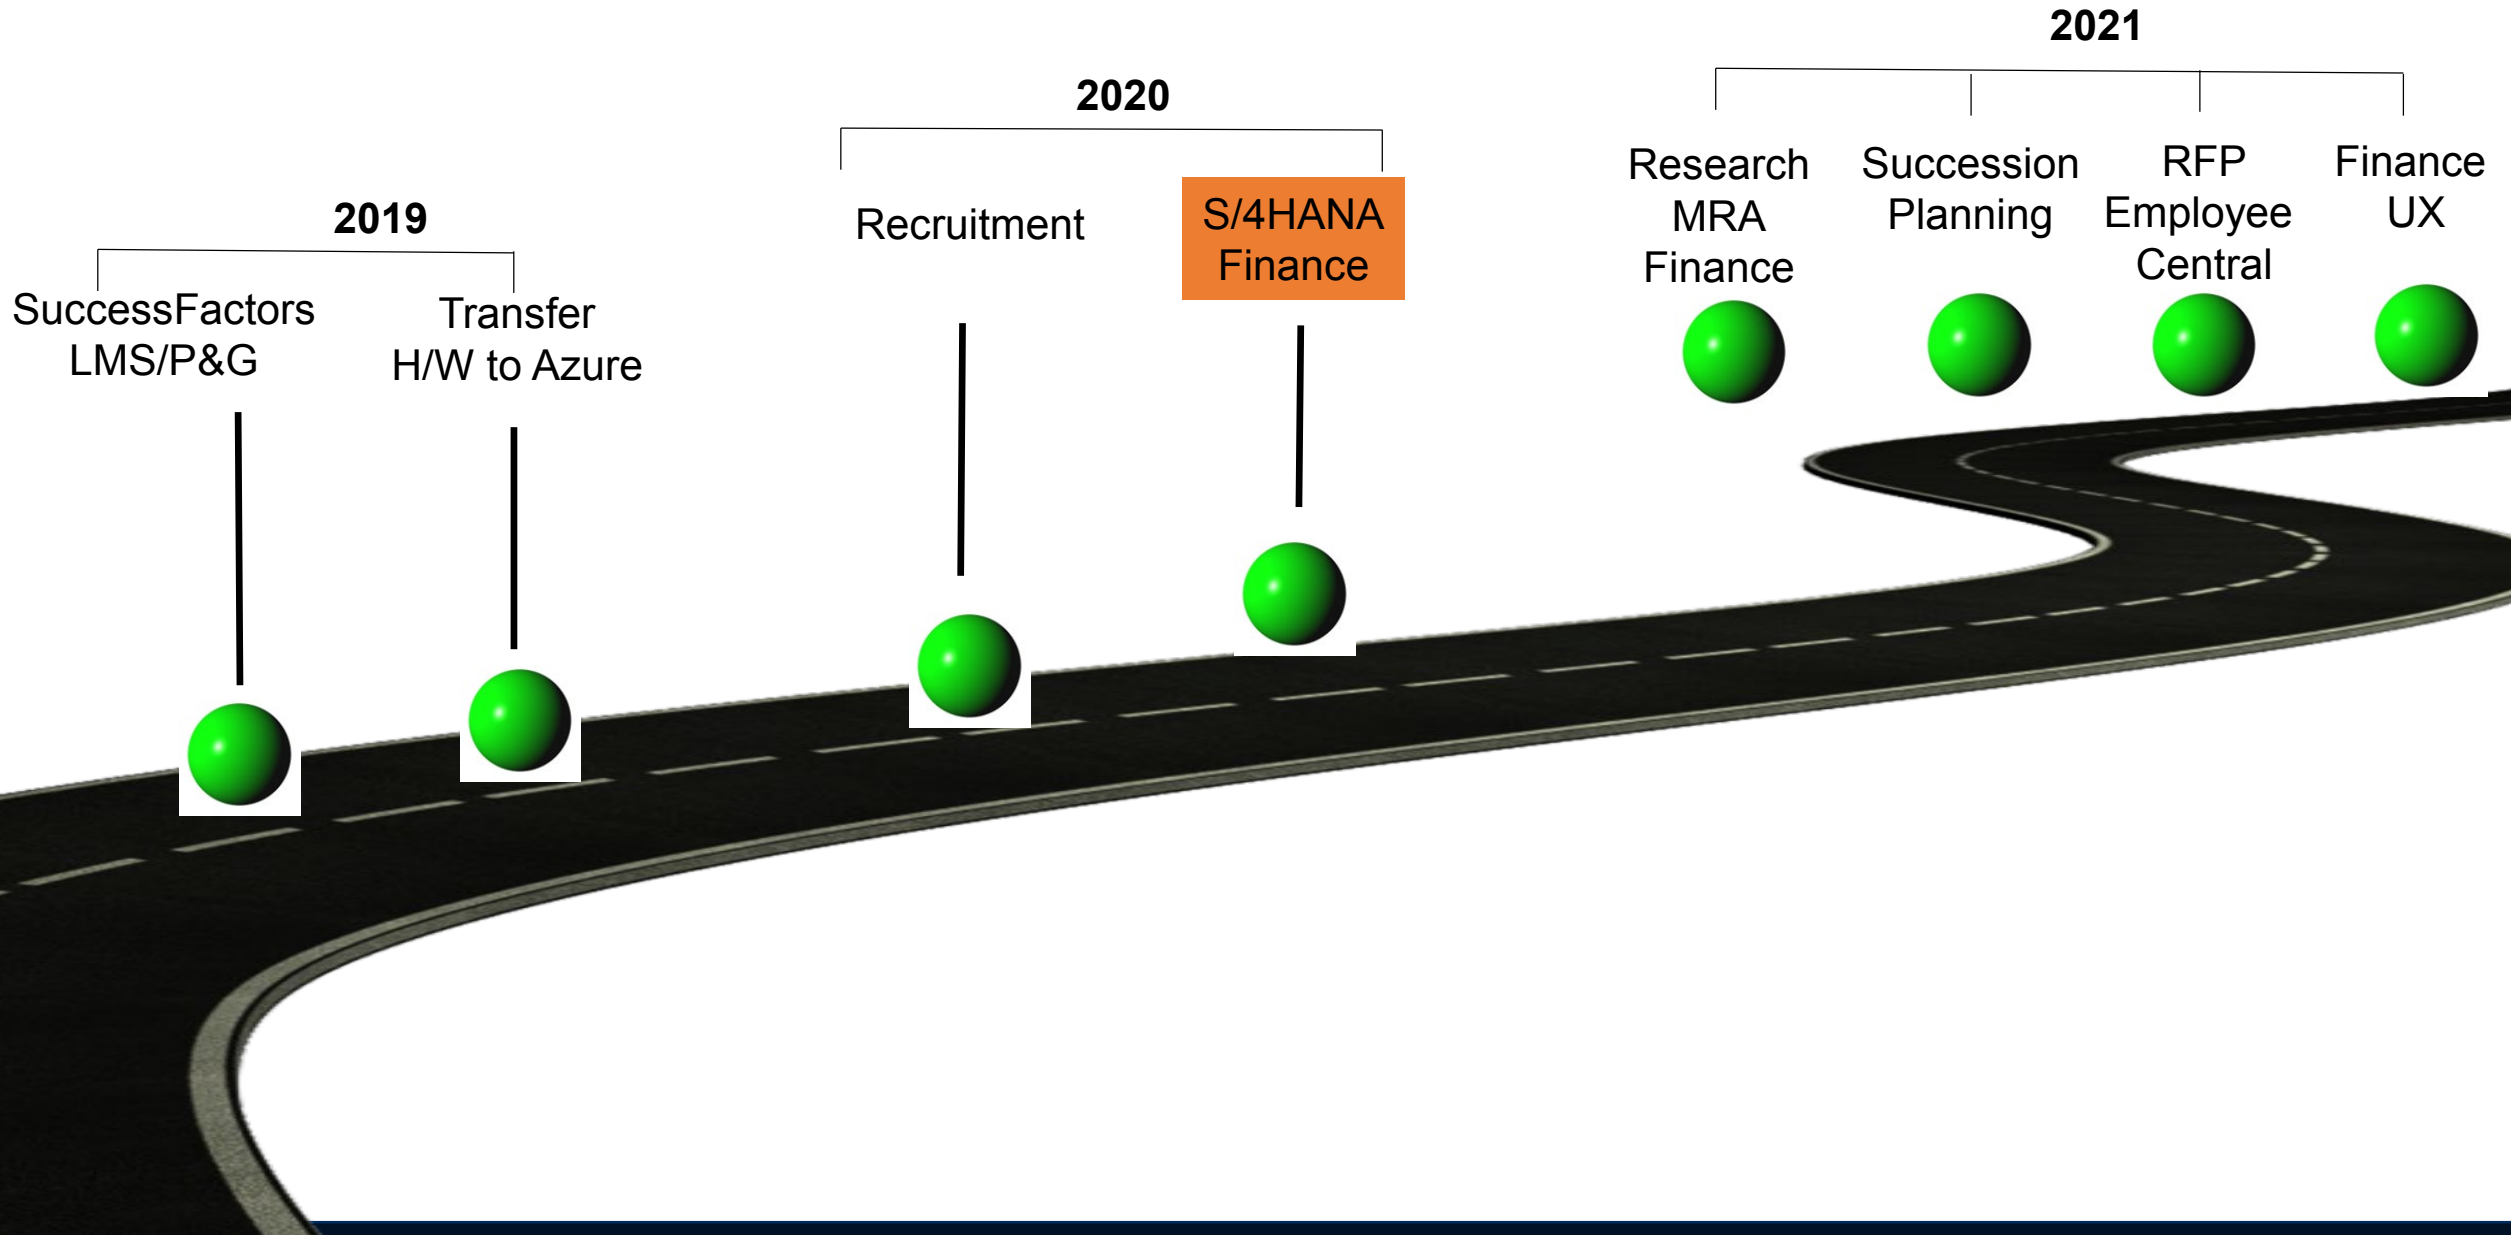 2019
SuccessFactors
LMS/P&G
Transfer
H/W to Azure
2020
Recruitment
S/4HANA
Finance
2021
Research
MRA
Finance
Succession
Planning
RFP
Employee
Central
Finance
UX